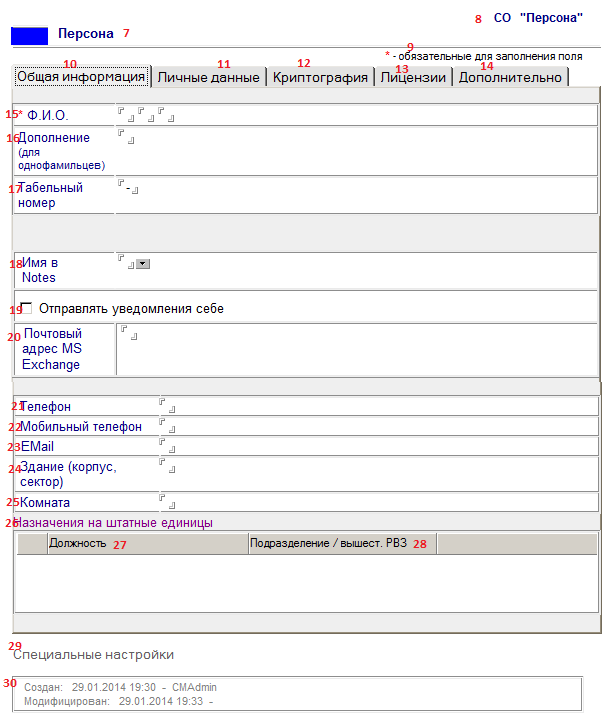 8 СО "Персона"
Персона 7
9
* - обязательные для заполнения поля
10 11 12 13 14
Общая информация Личные данные Криптография Лицензии Дополнительно
15 * Ф.И.О.
16 Дополнение
(для
однофамильцев)
17 Табельный -
номер
18 Имя в
Notes
19 Отправлять уведомления себе
20 Почтовый
адрес MS
Exchange
21 Телефон
22 Мобильный телефон
23 EMail
24 Здание (корпус,
сектор)
25 Комната
26 Назначения на штатные единицы
Должность 27 Подразделение / вышест. РВЗ 28
29
Специальные настройки
30 Создан: 29.01.2014 19:30 - CMAdmin
Модифицирован: 29.01.2014 19:33 -